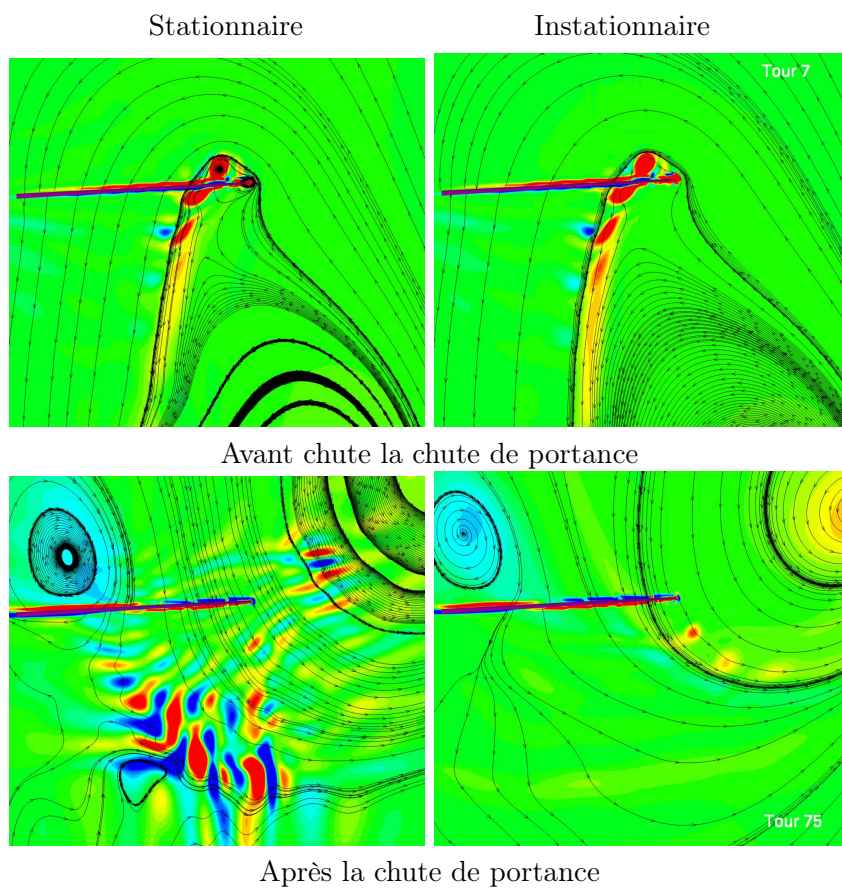 Stationnaire
Instationnaire
Tour 7
Avant chute la chute de portance
Tour 75
Après la chute de portance